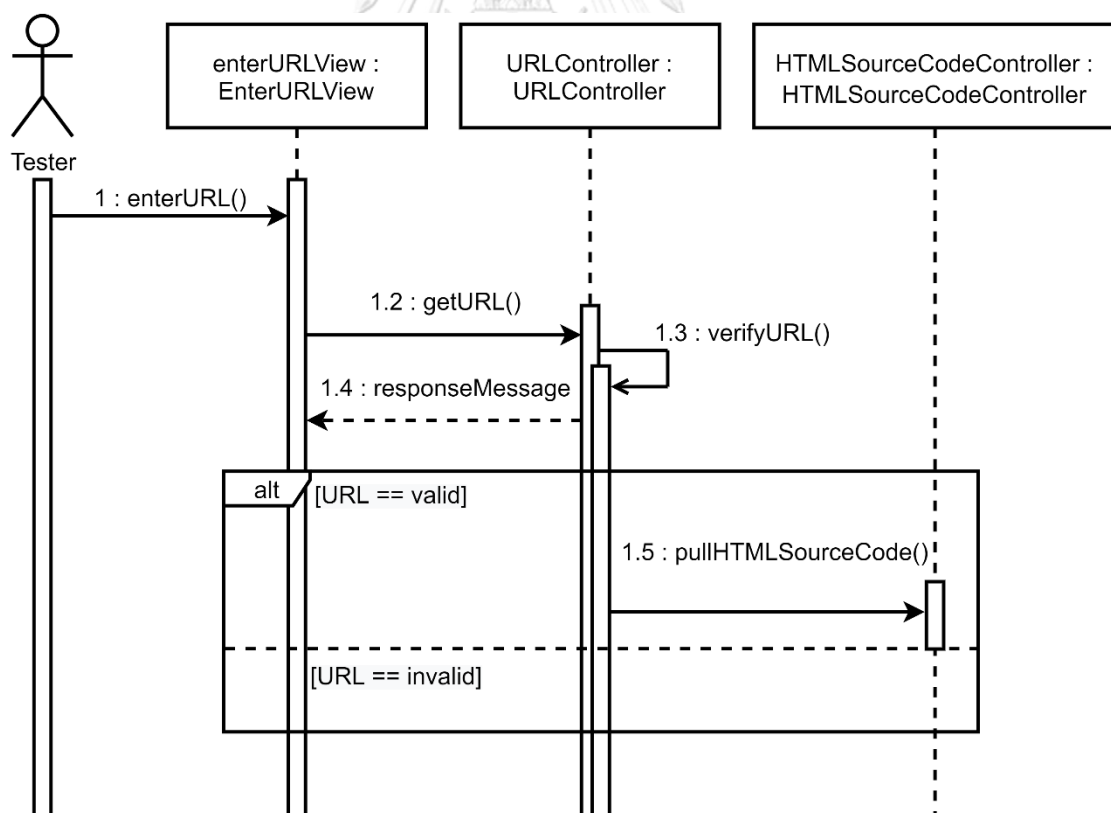 enterURLView :
EnterURLView
URLController :
URLController
HTMLSourceCodeController :
HTMLSourceCodeController
Tester
1 : enterURL()
1.2 : getURL()
1.3 : verifyURL()
1.4 : responseMessage
alt
[URL == valid]
1.5 : pullHTMLSourceCode()
[URL == invalid]